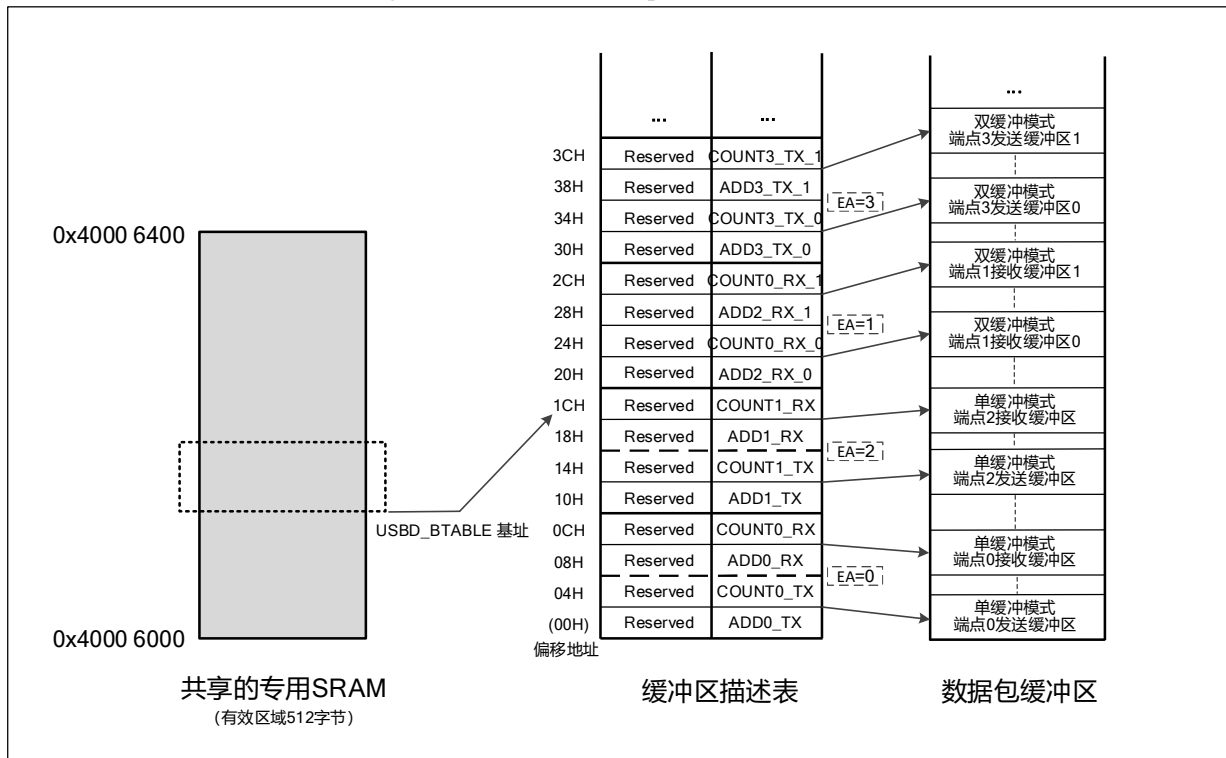 ... ... ...
3CH Reserved COUNT3_TX_1
38H Reserved ADD3_TX_1
34H Reserved COUNT3_TX_0
30H Reserved ADD3_TX_0
2CH Reserved COUNT0_RX_1
28H Reserved ADD2_RX_1
24H Reserved COUNT0_RX_0
20H Reserved ADD2_RX_0
1CH Reserved COUNT1_RX
18H Reserved ADD1_RX
14H Reserved COUNT1_TX
10H Reserved ADD1_TX
0CH Reserved COUNT0_RX
08H Reserved ADD0_RX
04H Reserved COUNT0_TX
(00H) Reserved ADD0_TX
偏移地址
EA=3
EA=1
EA=2
EA=0
双缓冲模式
端点3发送缓冲区1
双缓冲模式
端点3发送缓冲区0
双缓冲模式
端点1接收缓冲区1
双缓冲模式
端点1接收缓冲区0
单缓冲模式
端点2接收缓冲区
单缓冲模式
端点2发送缓冲区
单缓冲模式
端点0接收缓冲区
单缓冲模式
端点0发送缓冲区
0x4000 6400
USBD_BTABLE 基址
0x4000 6000
共享的专用SRAM
(有效区域512字节)
缓冲区描述表
数据包缓冲区